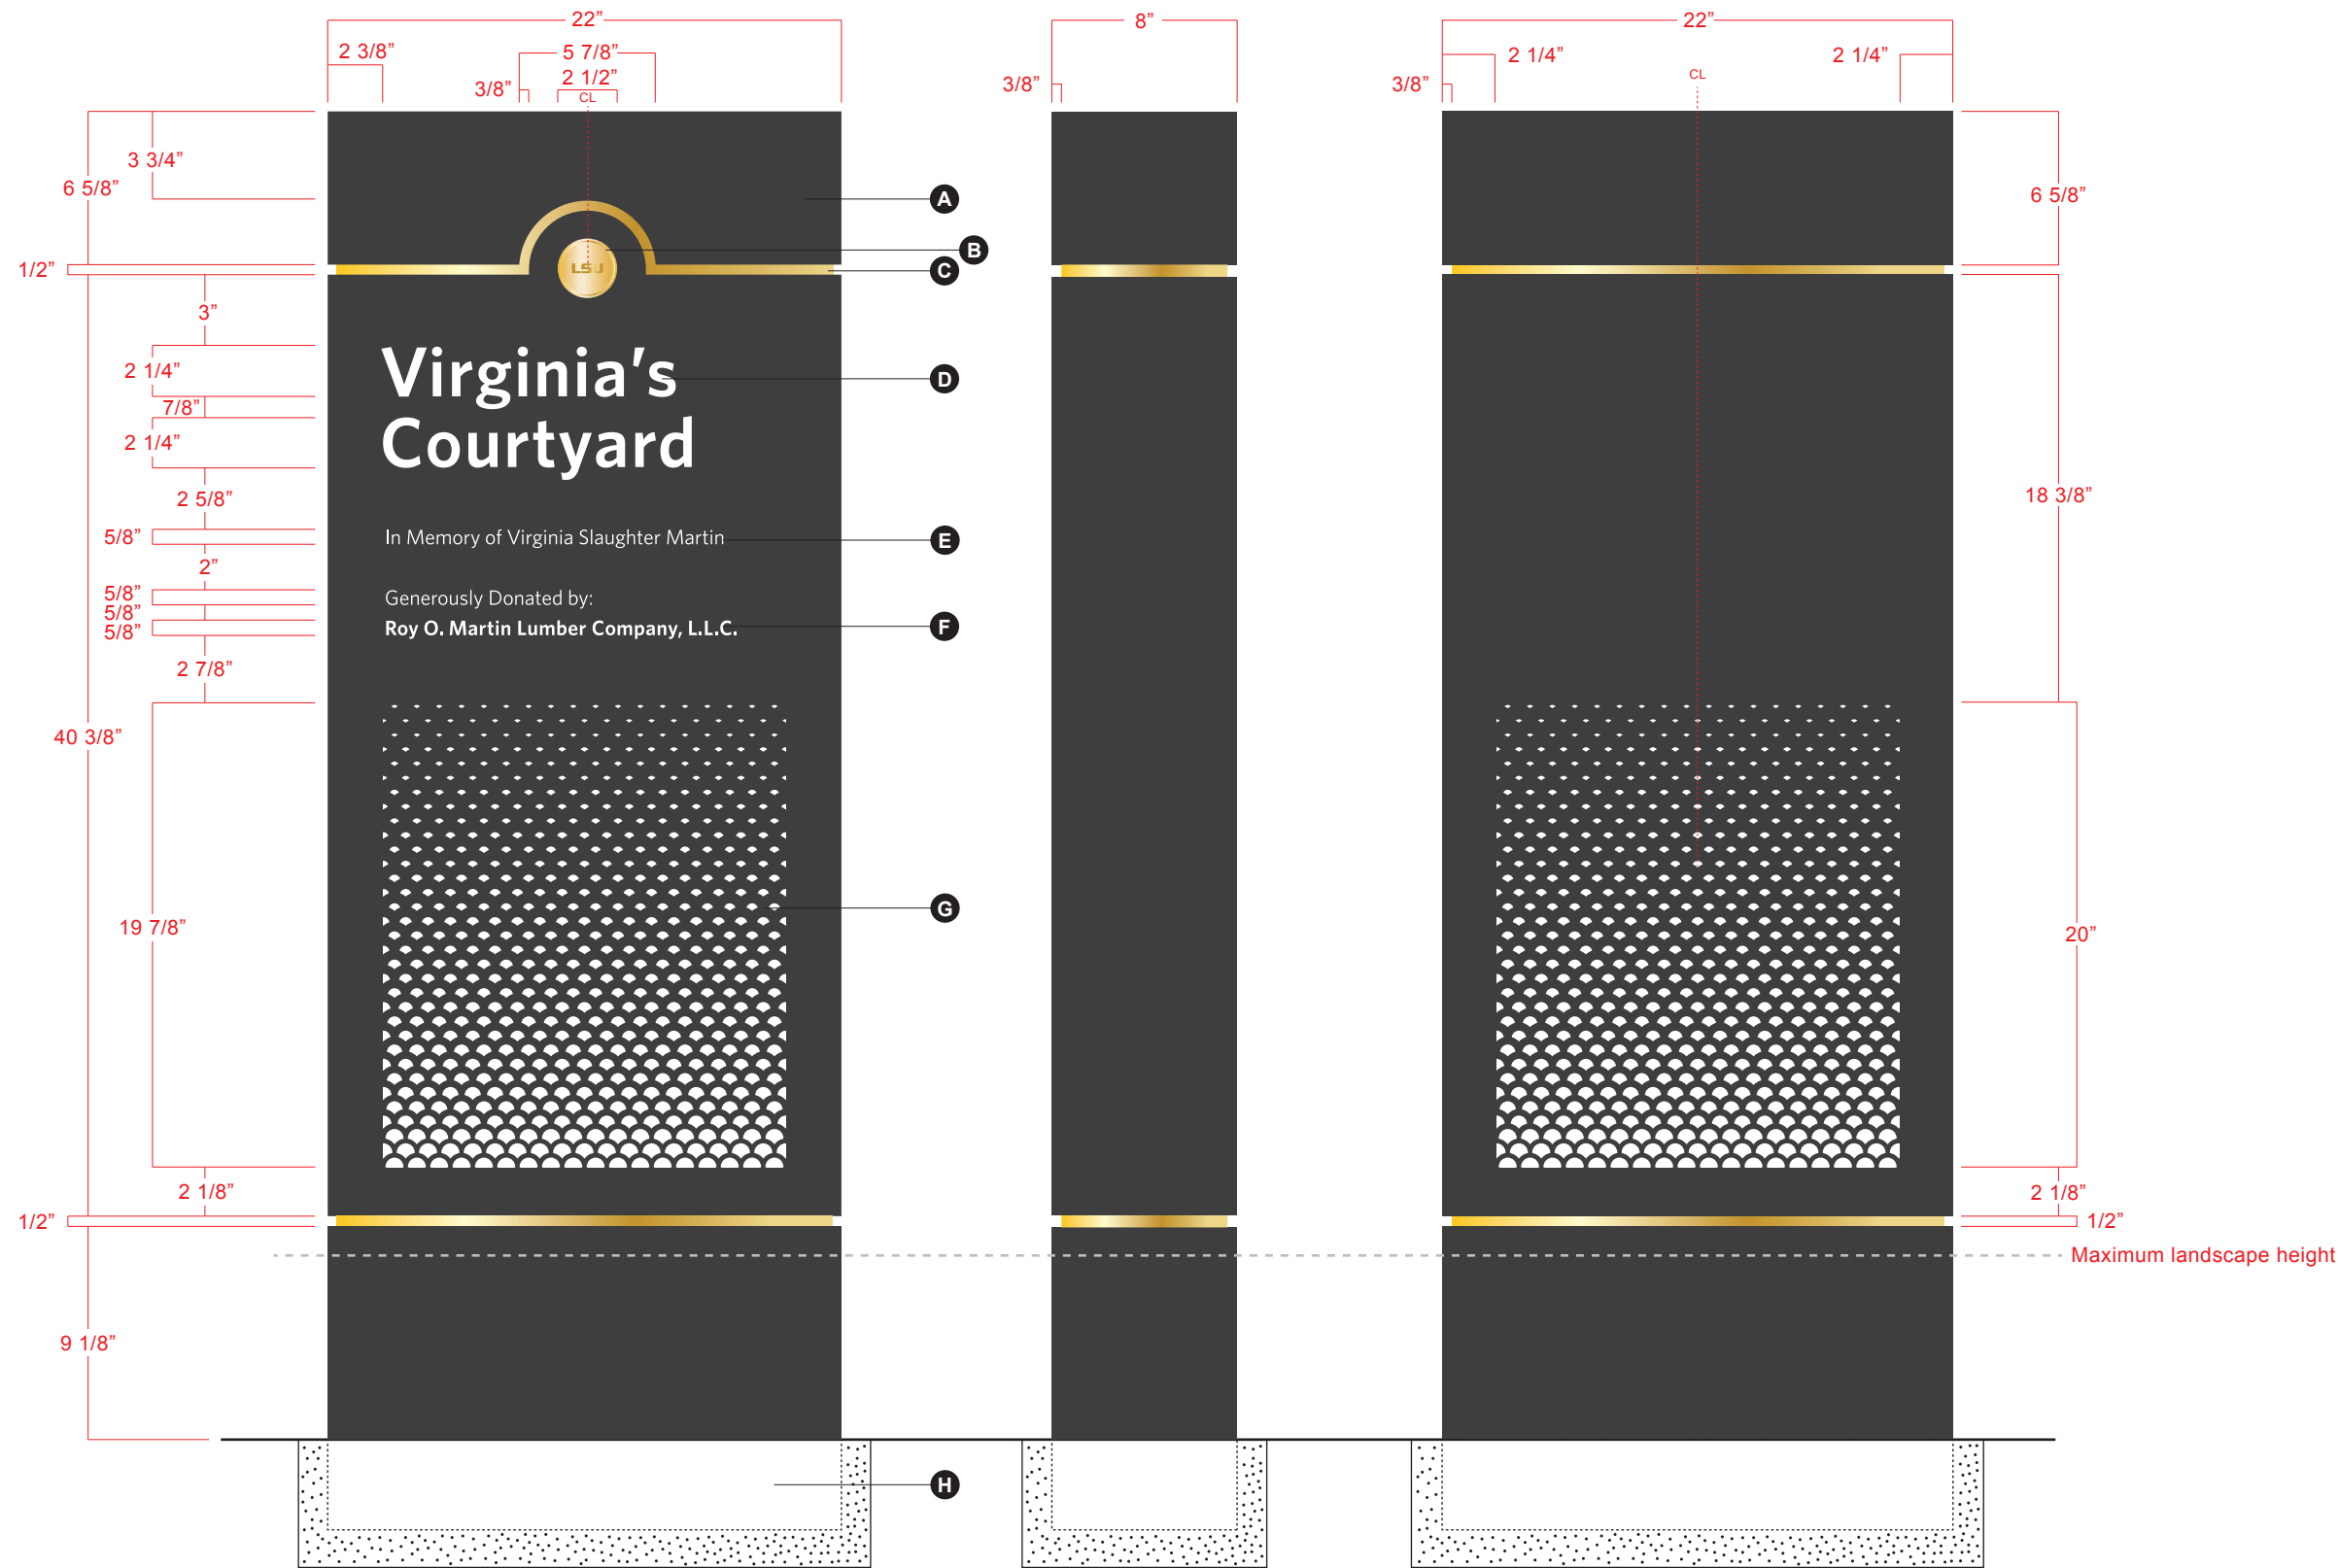 22”
8”
22”
2 3/8”
5 7/8”
2 1/4”
2 1/4”
3/8”
2 1/2”
3/8”
3/8”
CL
CL
3 3/4”
6 5/8”
6 5/8”
A
B
1/2”
LSU
C
3”
2 1/4”
Virginia’s
D
7/8”
2 1/4”
Courtyard
2 5/8”
18 3/8”
5/8”
In Memory of Virginia Slaughter Martin
E
2”
5/8”
Generously Donated by:
5/8”
5/8”
Roy O. Martin Lumber Company, L.L.C.
F
2 7/8”
40 3/8”
G
19 7/8”
20”
2 1/8”
2 1/8”
1/2”
1/2”
Maximum landscape height
9 1/8”
H